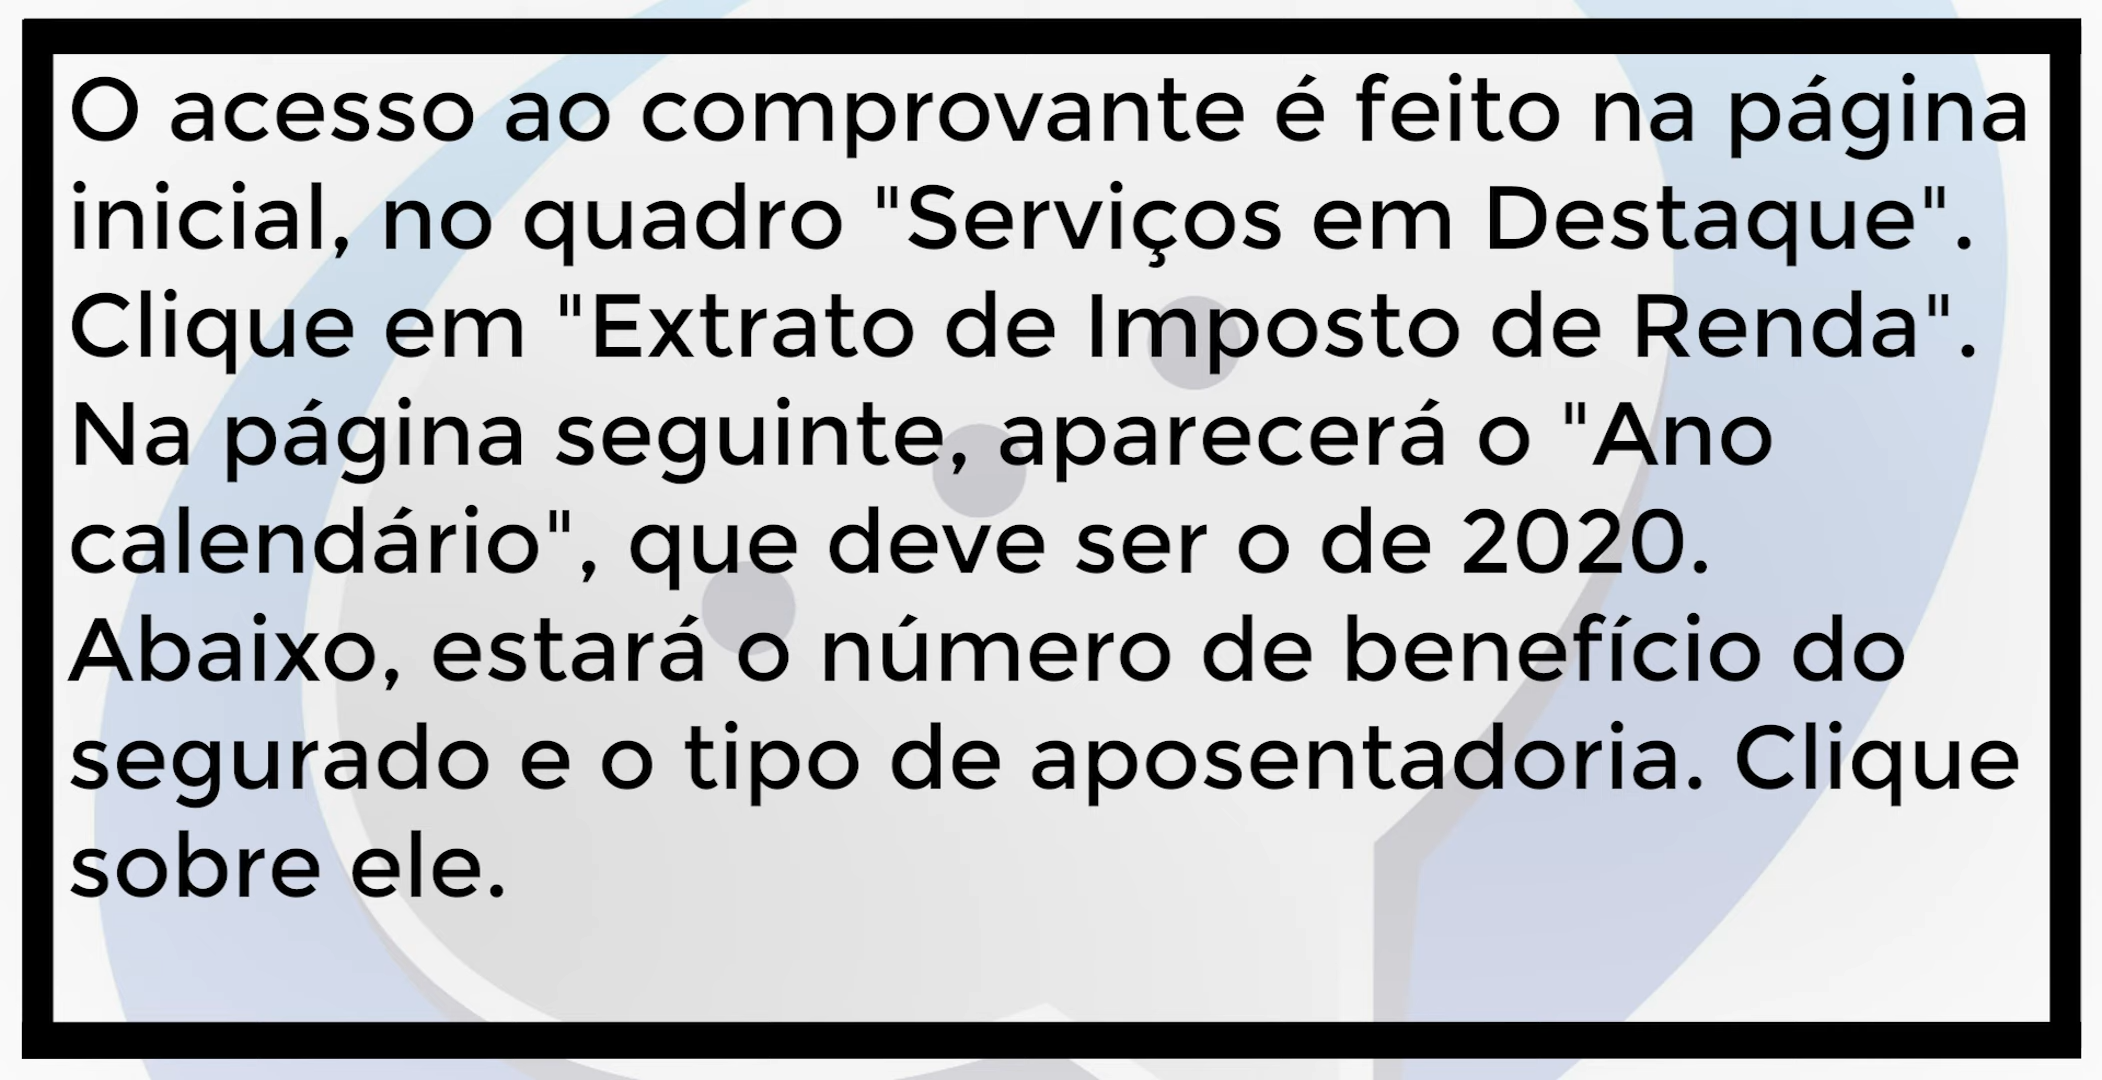 O acesso ao comprovante é feito na página
inicial, no quadro "Serviços em Destaque".
Clique em "Extrato de Imposto de Renda".
Na página seguinte, aparecerá o "Ano
calendário", que deve ser o de 2020.
Abaixo, estará o número de benefício do
segurado e o tipo de aposentadoria. Clique
sobre ele.